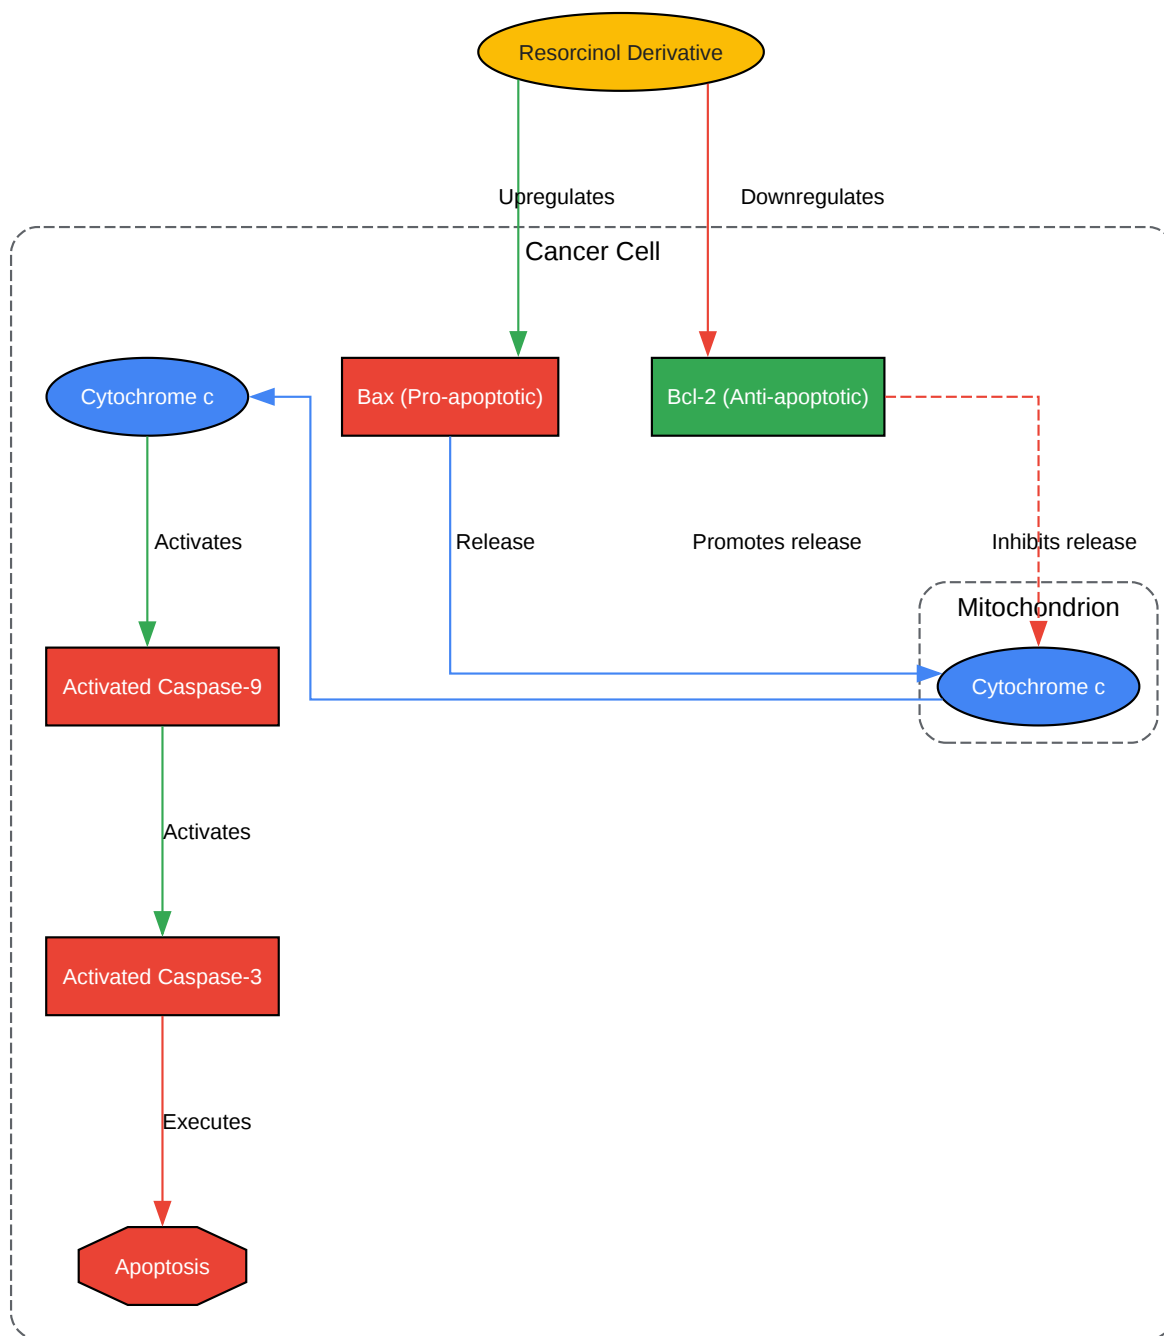 Resorcinol Derivative
Upregulates
Downregulates
Cancer Cell
Cytochrome c
Bax (Pro-apoptotic)
Bcl-2 (Anti-apoptotic)
Activates
Release
Promotes release
Inhibits release
Mitochondrion
Activated Caspase-9
Cytochrome c
Activates
Activated Caspase-3
Executes
Apoptosis